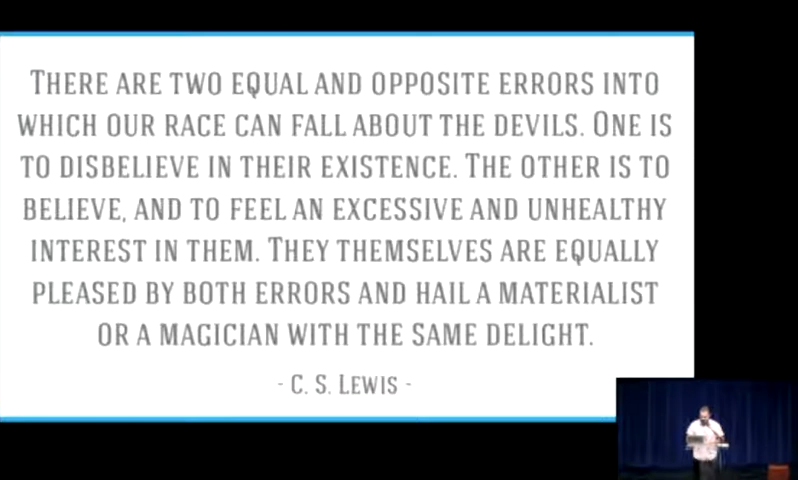 THERE ARE TWO EQUAL AND OPPOSITE ERRORS INTO
WHICH OUR RACE CAN FALL ABOUT THE DEVILS. ONE IS
TO DISBELIEVE IN THEIR EXISTENCE. THE OTHER IS TO
BELIEVE, AND TO FEEL AN EXCESSIVE AND UNHEALTHY
INTEREST IN THEM. THEY THEMSELVES ARE EQUALLY
PLEASED BY BOTH ERRORS AND HAIL A MATERIALIST
OR A MAGICIAN WITH THE SAME DELIGHT.
- C. S. LEWIS -